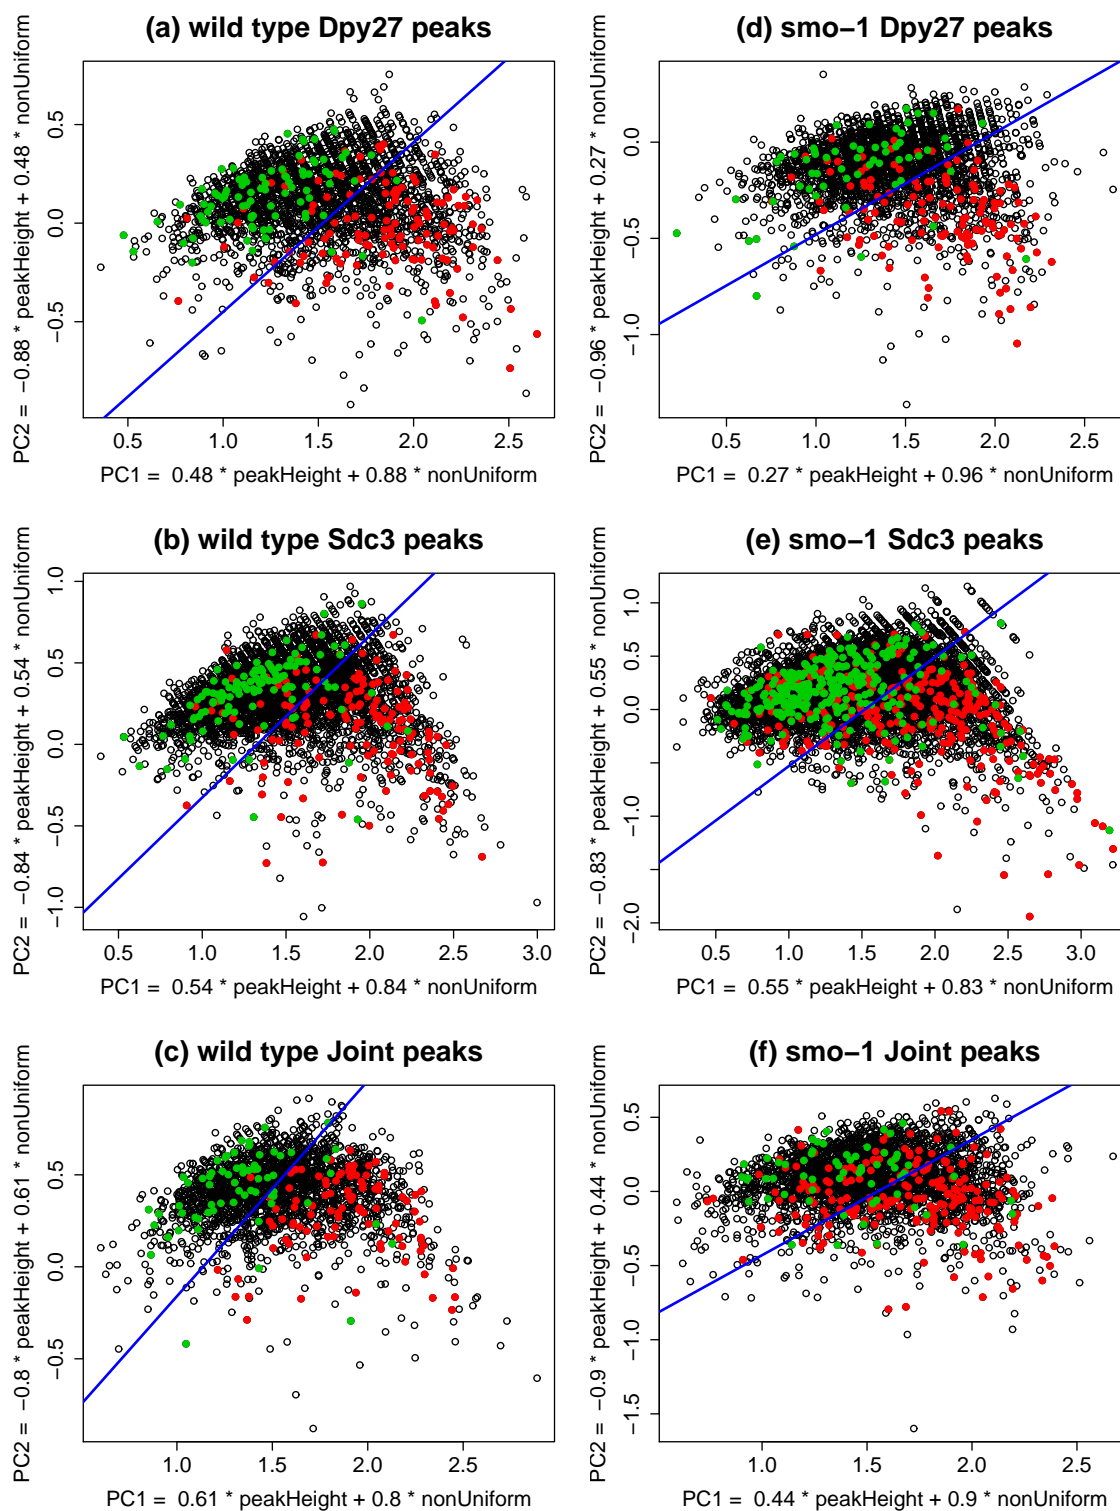 (a) wild type Dpy27 peaks
PC2 = −0.88 * peakHeight + 0.48 * nonUniform
0.5
0.0
−0.5
0.5 1.0 1.5 2.0 2.5
PC1 = 0.48 * peakHeight + 0.88 * nonUniform
(d) smo−1 Dpy27 peaks
PC2 = −0.96 * peakHeight + 0.27 * nonUniform
0.0
−0.5
−1.0
0.5 1.0 1.5 2.0 2.5
PC1 = 0.27 * peakHeight + 0.96 * nonUniform
(b) wild type Sdc3 peaks
PC2 = −0.84 * peakHeight + 0.54 * nonUniform
1.0
0.5
0.0
−0.5
−1.0
0.5 1.0 1.5 2.0 2.5 3.0
PC1 = 0.54 * peakHeight + 0.84 * nonUniform
(e) smo−1 Sdc3 peaks
PC2 = −0.83 * peakHeight + 0.55 * nonUniform
1.0
0.0
−1.0
−2.0
0.5 1.0 1.5 2.0 2.5 3.0
PC1 = 0.55 * peakHeight + 0.83 * nonUniform
(c) wild type Joint peaks
PC2 = −0.8 * peakHeight + 0.61 * nonUniform
0.5
0.0
−0.5
1.0 1.5 2.0 2.5
PC1 = 0.61 * peakHeight + 0.8 * nonUniform
(f) smo−1 Joint peaks
PC2 = −0.9 * peakHeight + 0.44 * nonUniform
0.5
0.0
−0.5
−1.0
−1.5
1.0 1.5 2.0 2.5
PC1 = 0.44 * peakHeight + 0.9 * nonUniform